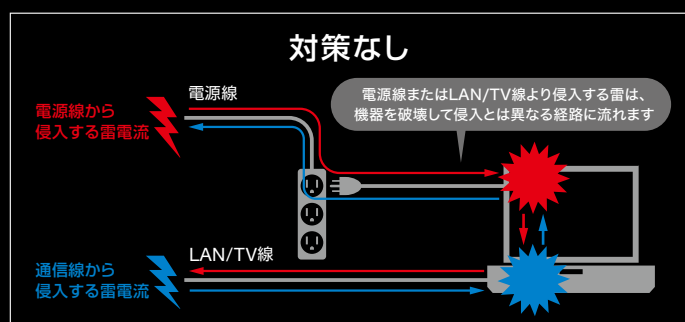 対策なし
電源線
電源線またはLAN/TV線より侵入する雷は、
機器を破壊して侵入とは異なる経路に流れます
電源線から
侵入する雷電流
LAN/TV線
通信線から
侵入する雷電流